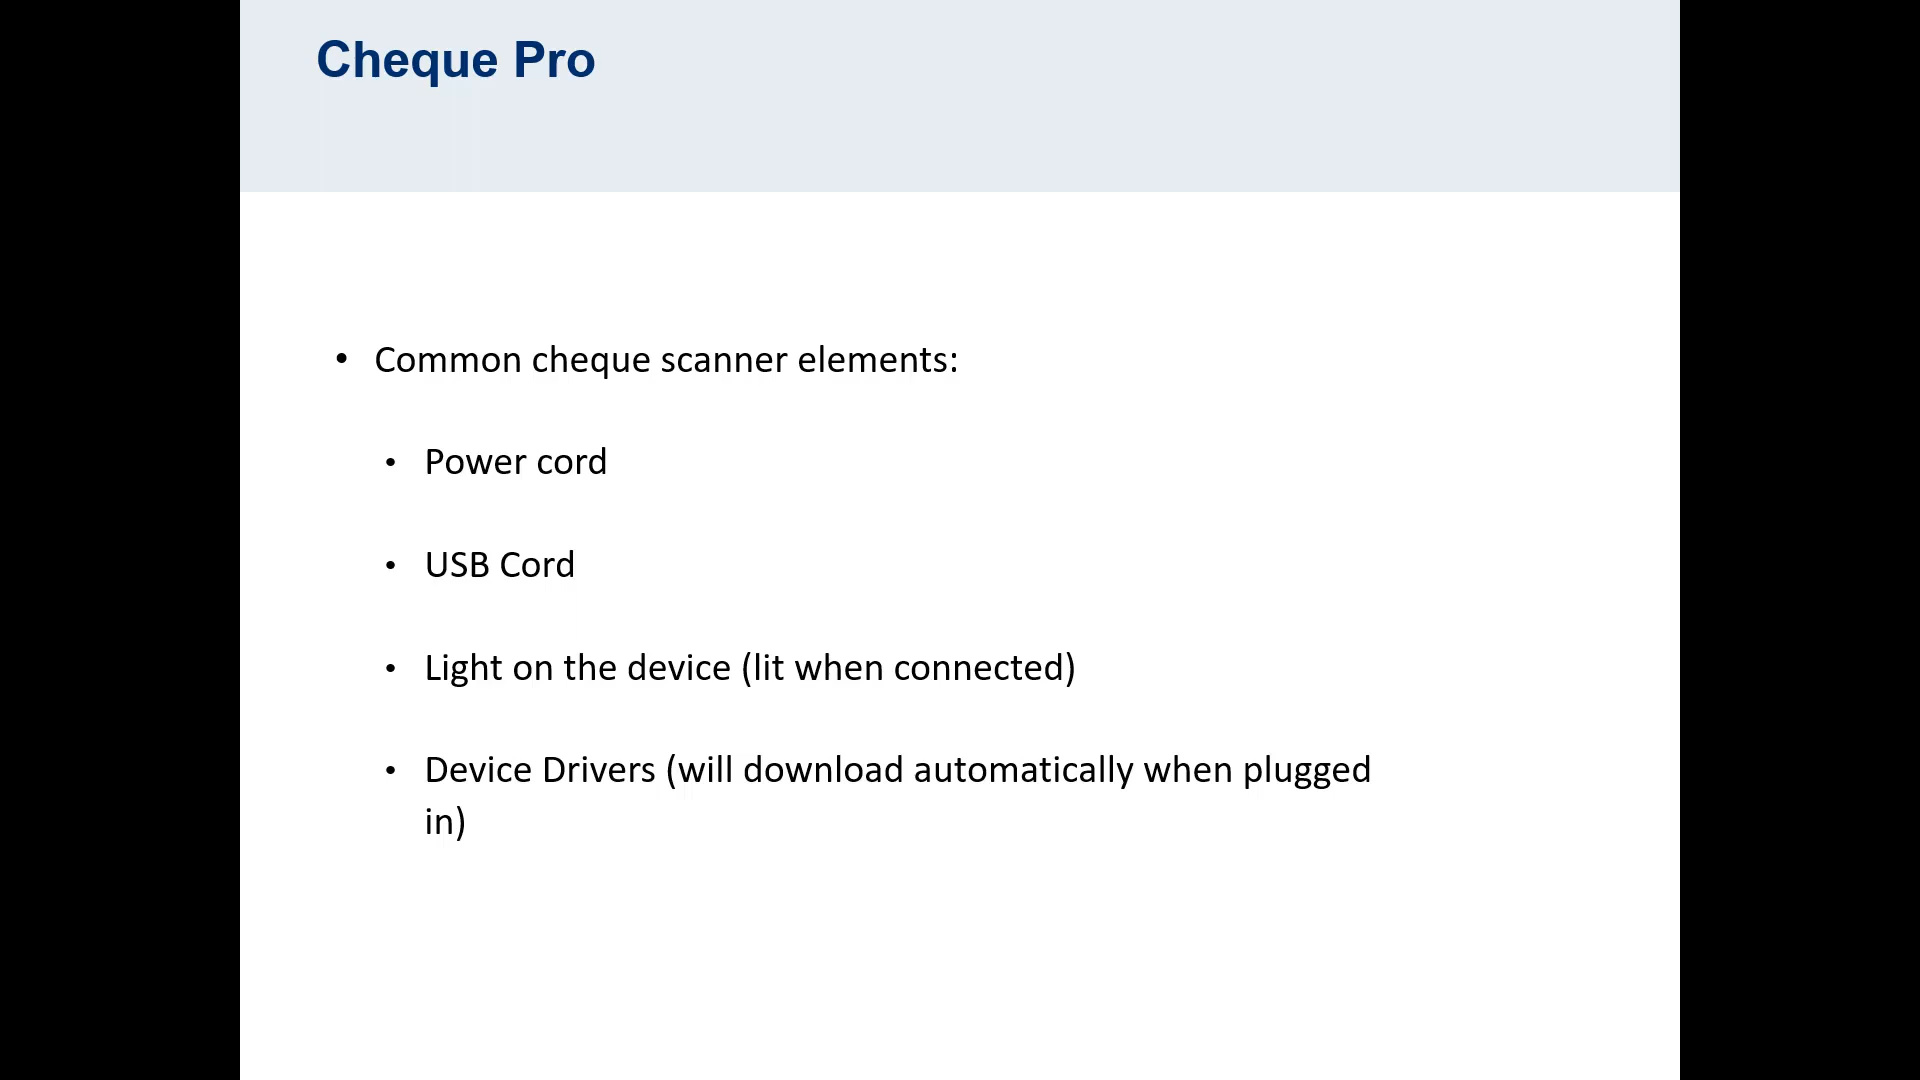 Cheque Pro
• Common cheque scanner elements:
• Power cord
• USB Cord
• Light on the device (lit when connected)
• Device Drivers (will download automatically when plugged
in)